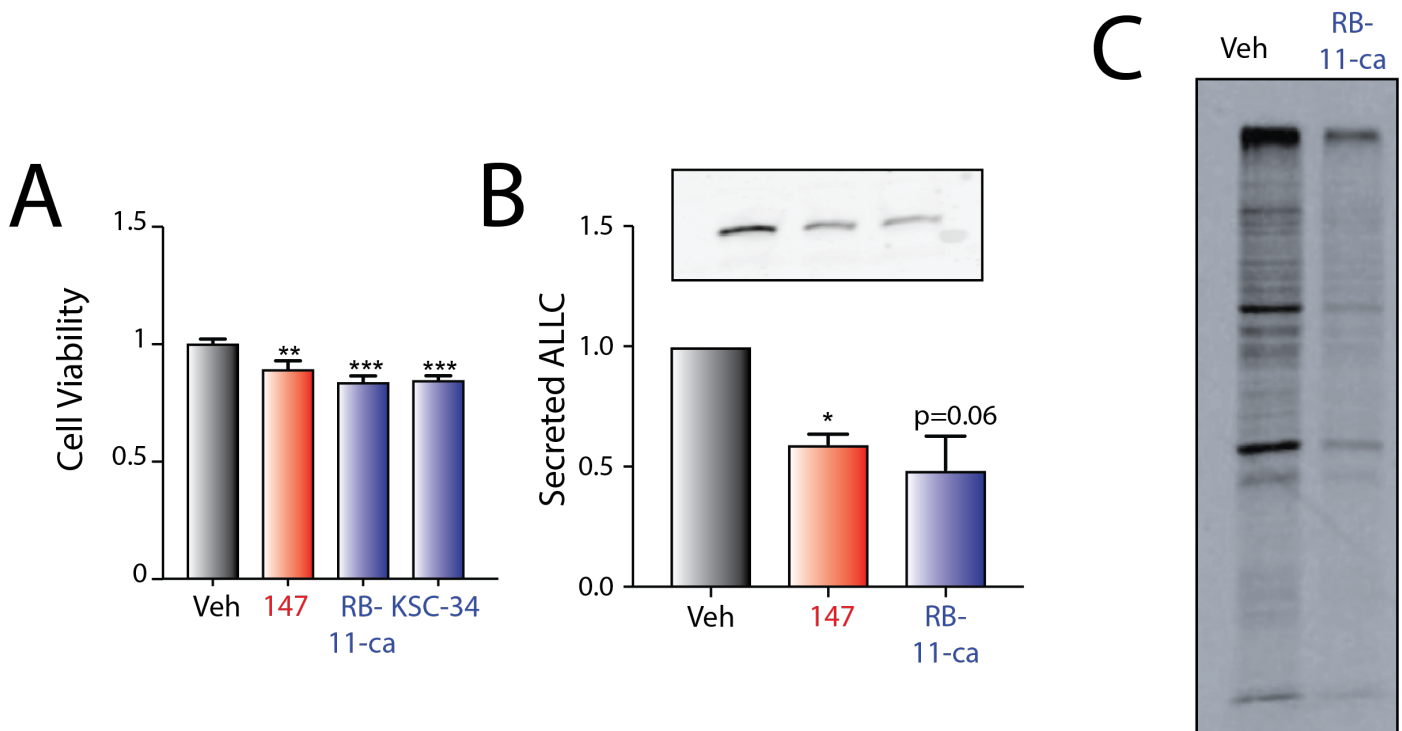 A
Cell Viability
1.5
1
0.5
0
** *** ***
Veh 147 RB- KSC-34
11-ca
B
Secreted ALLC
1.5
1.0
0.5
0.0
*
p=0.06
Veh 147 RB-
11-ca
C
Veh RB-
11-ca